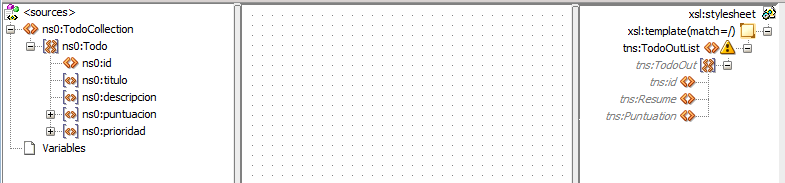 <sources>
ns0:TodoCollection
ns0:Todo
ns0:id
ns0:titulo
ns0:descripcion
ns0:puntuacion
ns0:prioridad
Variables
xsl:stylesheet
xsl:template(match=/)
tns:TodoOutList
tns:TodoOut
tns:id
tns:Resume
tns:Puntuation